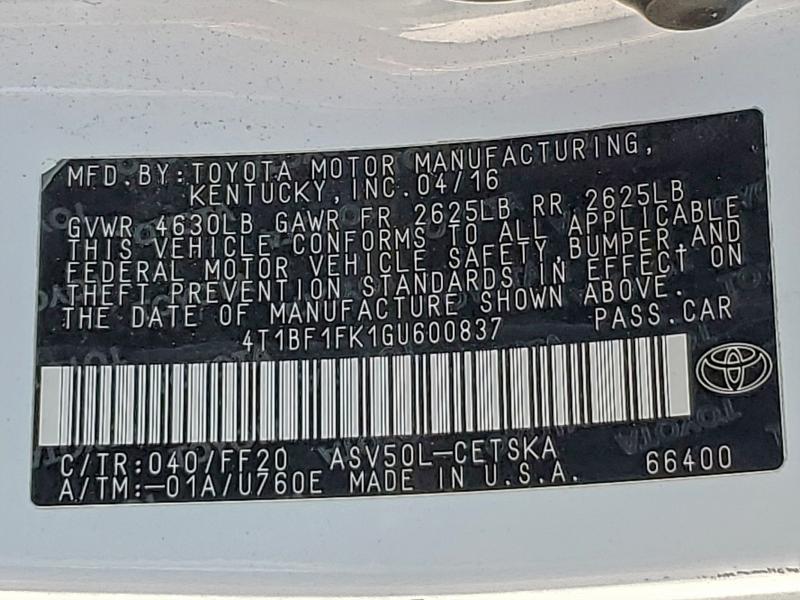 MFD. BY: TOYOTA MOTOR MANUFACTURING,
KENTUCKY, INC. 04/16
GVWR 4630LB GAWR FR 2625LB RR 2625LB
THIS VEHICLE CONFORMS TO ALL APPLICABLE
FEDERAL MOTOR VEHICLE SAFETY, BUMPER, AND
THEFT PREVENTION STANDARDS IN EFFECT ON
THE DATE OF MANUFACTURE SHOWN ABOVE.
4T1BF1FK1GU600837 PASS. CAR
C/TR: 040/FF20 ASV50L-CETSKA
A/TM: -01A/U760E MADE IN U.S.A. 66400